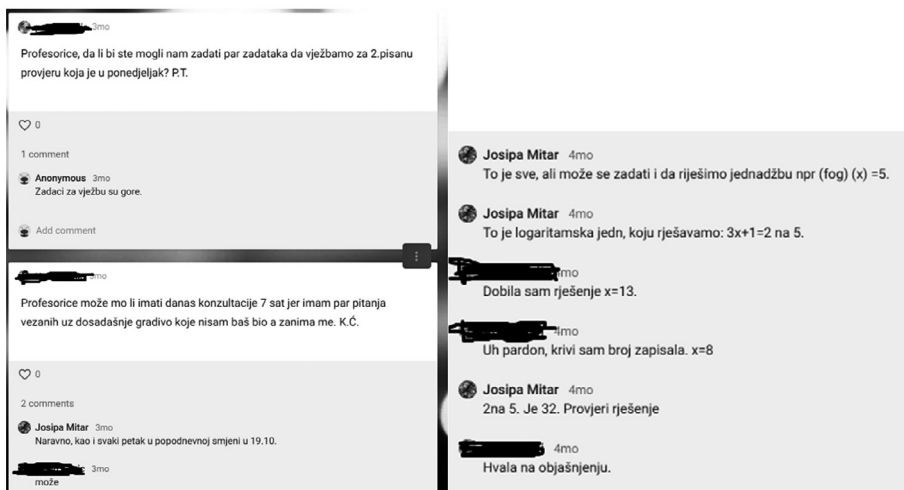 3mo
Profesorice, da li bi ste mogli nam zadati par zadataka da vježbamo za 2.pisanu
provjeru koja je u ponedjeljak? P.T.
0
1 comment
Anonymous 3mo
Zadaci za vježbu su gore.
Add comment
3mo
Profesorice može mo li imati danas konzultacije 7 sat jer imam par pitanja
vezanih uz dosadašnje gradivo koje nisam baš bio a zanima me. K.Ć.
0
2 comments
Josipa Mitar 3mo
Naravno, kao i svaki petak u popodnevnoj smjeni u 19.10.
3mo
može
Josipa Mitar 4mo
To je sve, ali može se zadati i da riješimo jednadžbu npr (fog) (x) =5.
Josipa Mitar 4mo
To je logaritamska jedn, koju rješavamo: 3x+1=2 na 5.
4mo
Dobila sam rješenje x=13.
4mo
Uh pardon, krivi sam broj zapisala. x=8
Josipa Mitar 4mo
2na 5. Je 32. Provjeri rješenje
4mo
Hvala na objašnjenju.